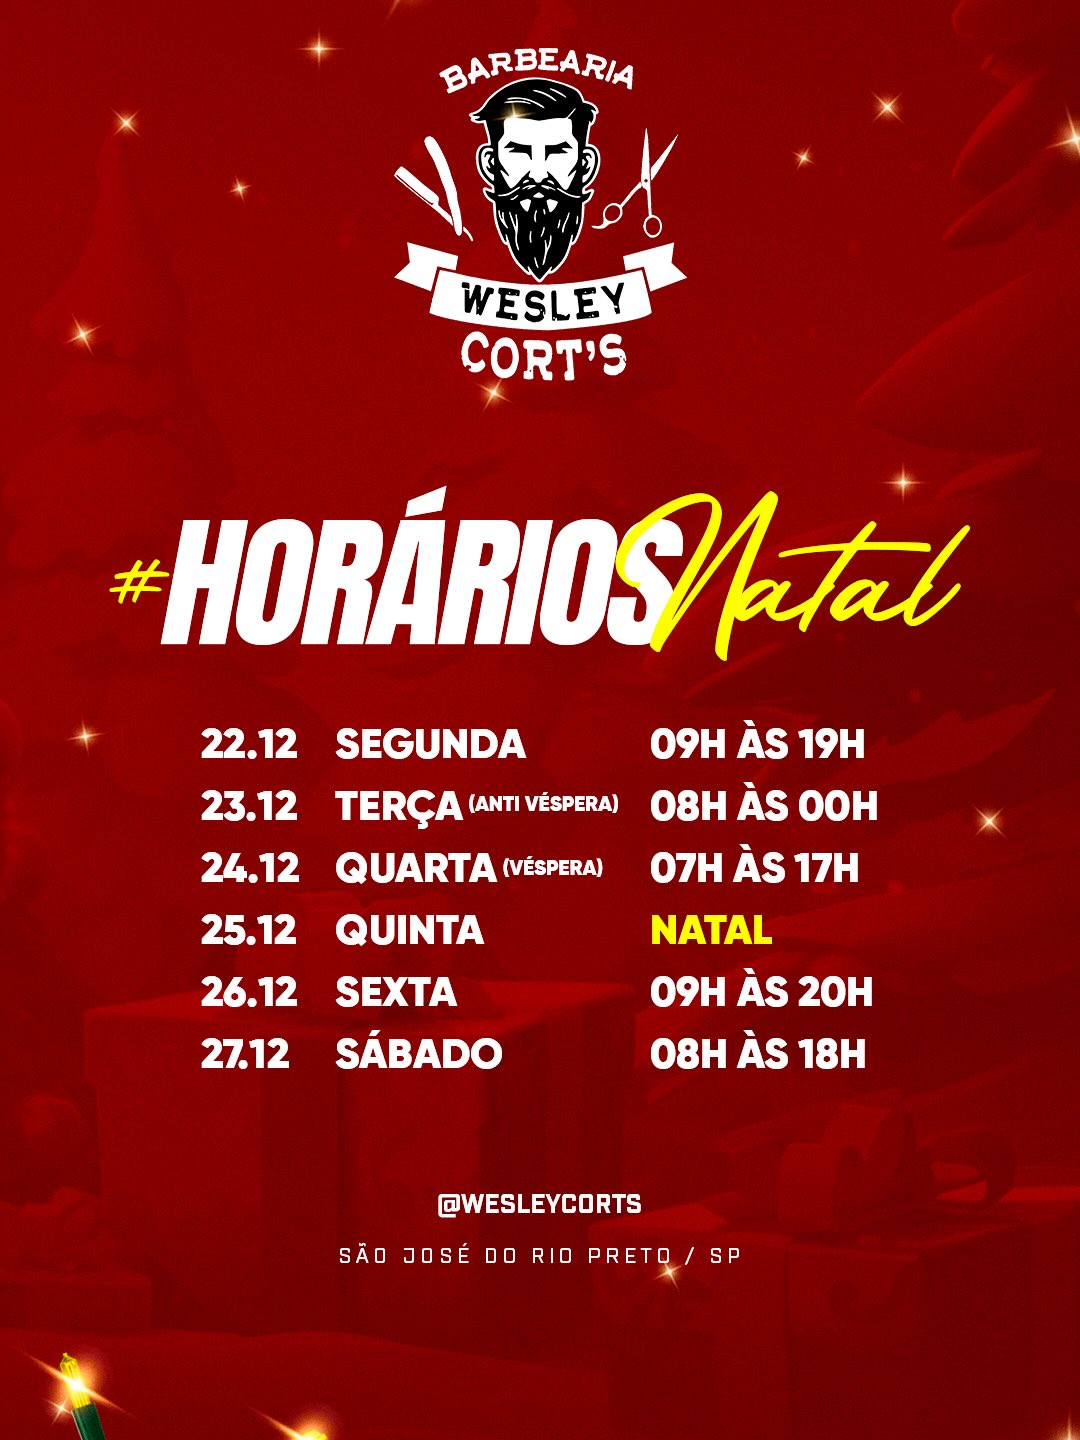 BARBEARIA
WESLEY
CORT'S
#HORÁRIOS Natal
22.12 SEGUNDA 09H ÀS 19H
23.12 TERÇA (ANTI VÉSPERA) 08H ÀS 00H
24.12 QUARTA (VÉSPERA) 07H ÀS 17H
25.12 QUINTA NATAL
26.12 SEXTA 09H ÀS 20H
27.12 SÁBADO 08H ÀS 18H
@WESLEYCORTS
SÃO JOSÉ DO RIO PRETO / SP